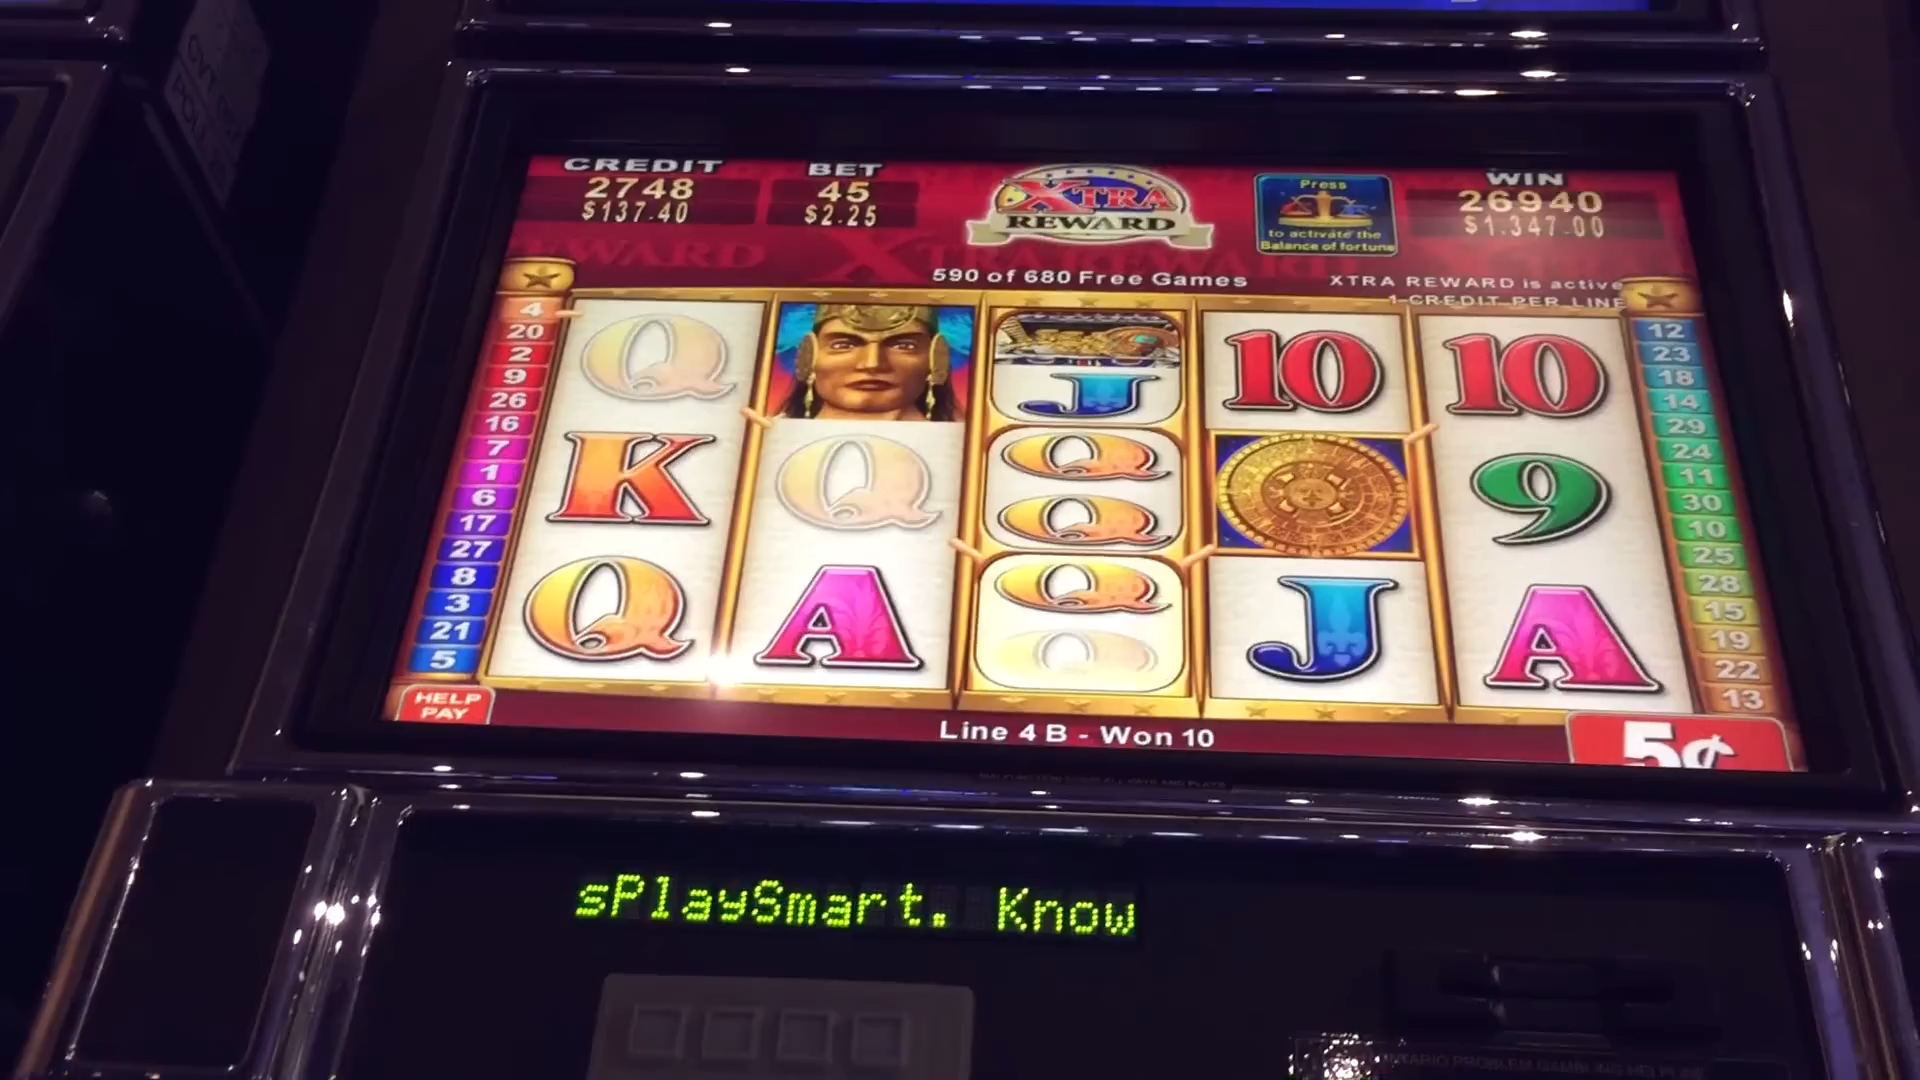 CREDIT
2748
$137.40
BET
45
$2.25
XTRA
REWARD
Press
to activate the
Balance of fortune
WIN
26940
$1,347.00
590 of 680 Free Games
XTRA REWARD is active
1 CREDIT PER LINE
4
20
2
9
26
16
7
1
6
17
27
8
3
21
5
Q
J
10
10
K
Q
Q
Q
9
Q
A
Q
J
A
12
23
18
14
29
24
11
30
10
25
28
15
19
22
13
HELP
PAY
Line 4 B - Won 10
5¢
sPlaySmart. Know